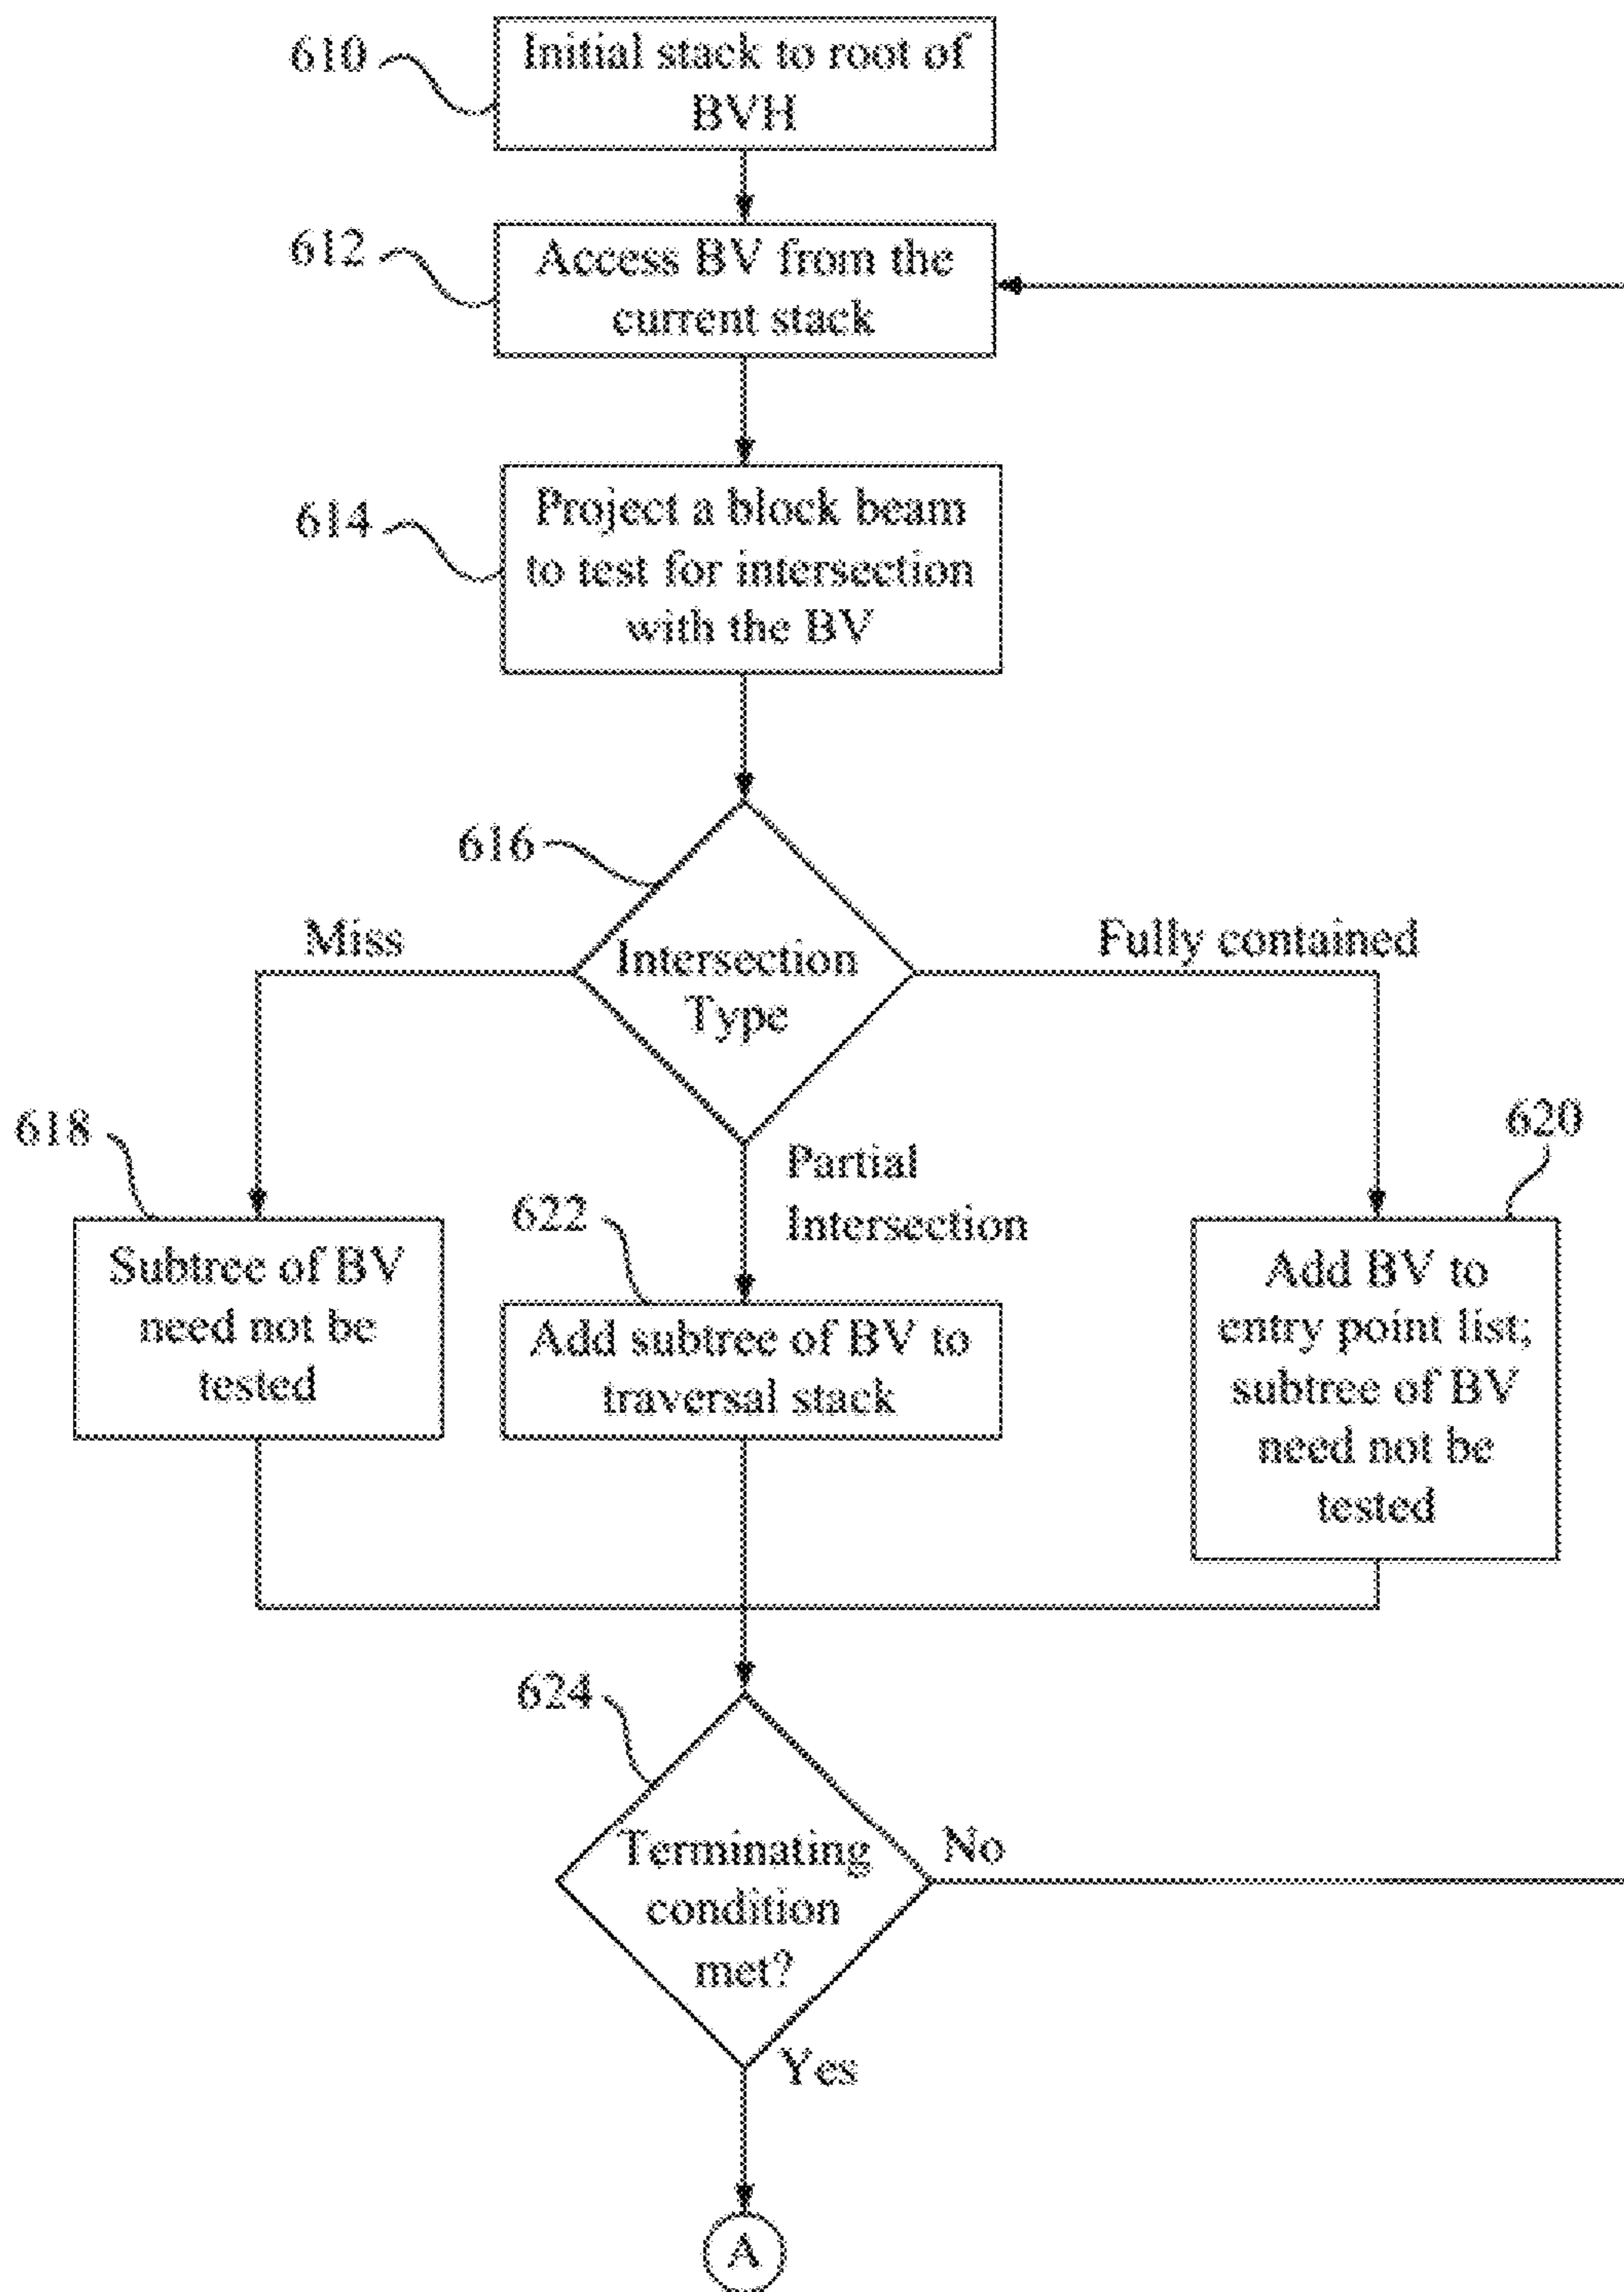 610
Initial stack to root of
BVH
612
Access BV from the
current stack
614
Project a block beam
to test for intersection
with the BV
616
Intersection
Type
Miss
Fully contained
Partial
Intersection
618
Subtree of BV
need not be
tested
622
Add subtree of BV to
traversal stack
620
Add BV to
entry point list;
subtree of BV
need not be
tested
624
Terminating
condition
met?
No
Yes
A